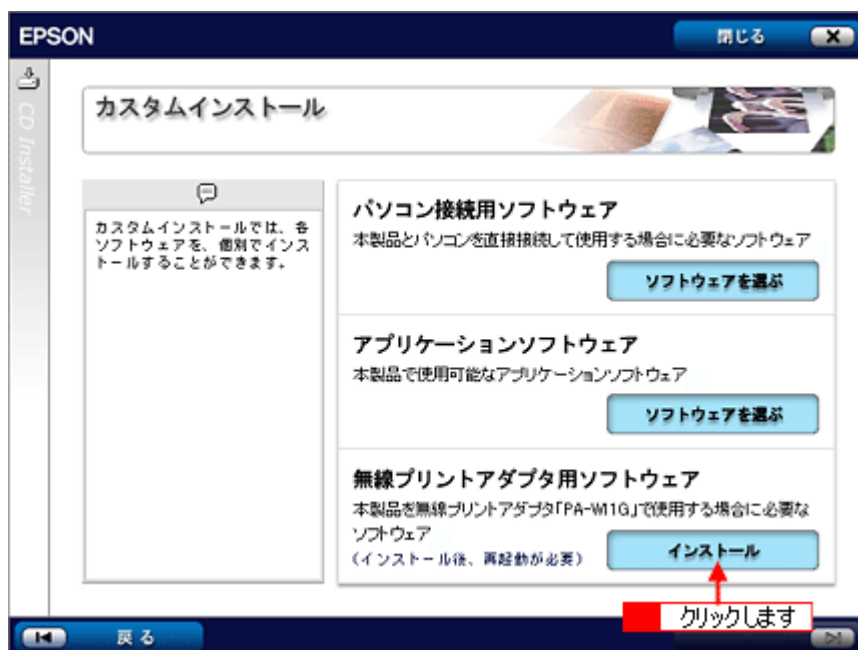 EPSON
閉じる
CD Installer
カスタムインストール
カスタムインストールでは、各
ソフトウェアを、個別でインス
トールすることができます。
パソコン接続用ソフトウェア
本製品とパソコンを直接接続して使用する場合に必要なソフトウェア
ソフトウェアを選ぶ
アプリケーションソフトウェア
本製品で使用可能なアプリケーションソフトウェア
ソフトウェアを選ぶ
無線プリントアダプタ用ソフトウェア
本製品を無線プリントアダプタ「PA-W11G」で使用する場合に必要な
ソフトウェア
(インストール後、再起動が必要)
インストール
クリックします
戻る